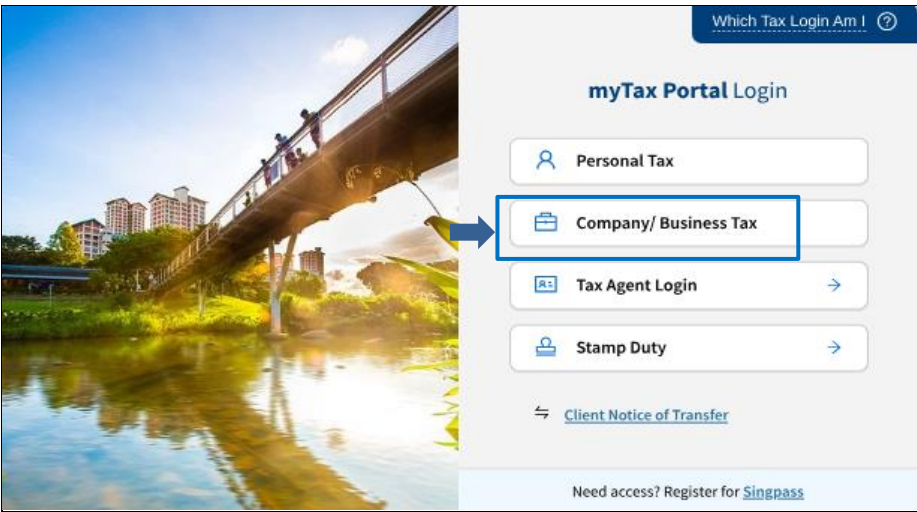 Which Tax Login Am I
myTax Portal Login
Personal Tax
Company/ Business Tax
Tax Agent Login
Stamp Duty
Client Notice of Transfer
Need access? Register for Singpass